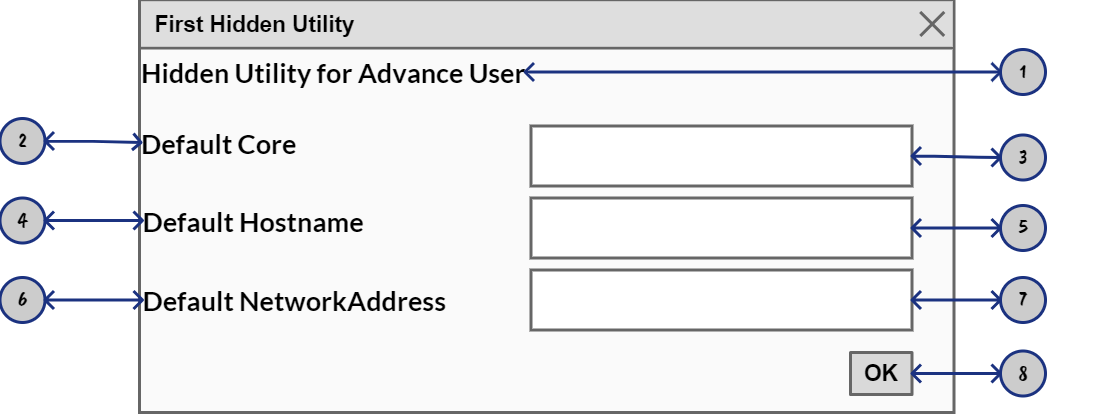 First Hidden Utility
Hidden Utility for Advance User
1
2
Default Core
3
4
Default Hostname
5
6
Default NetworkAddress
7
OK
8